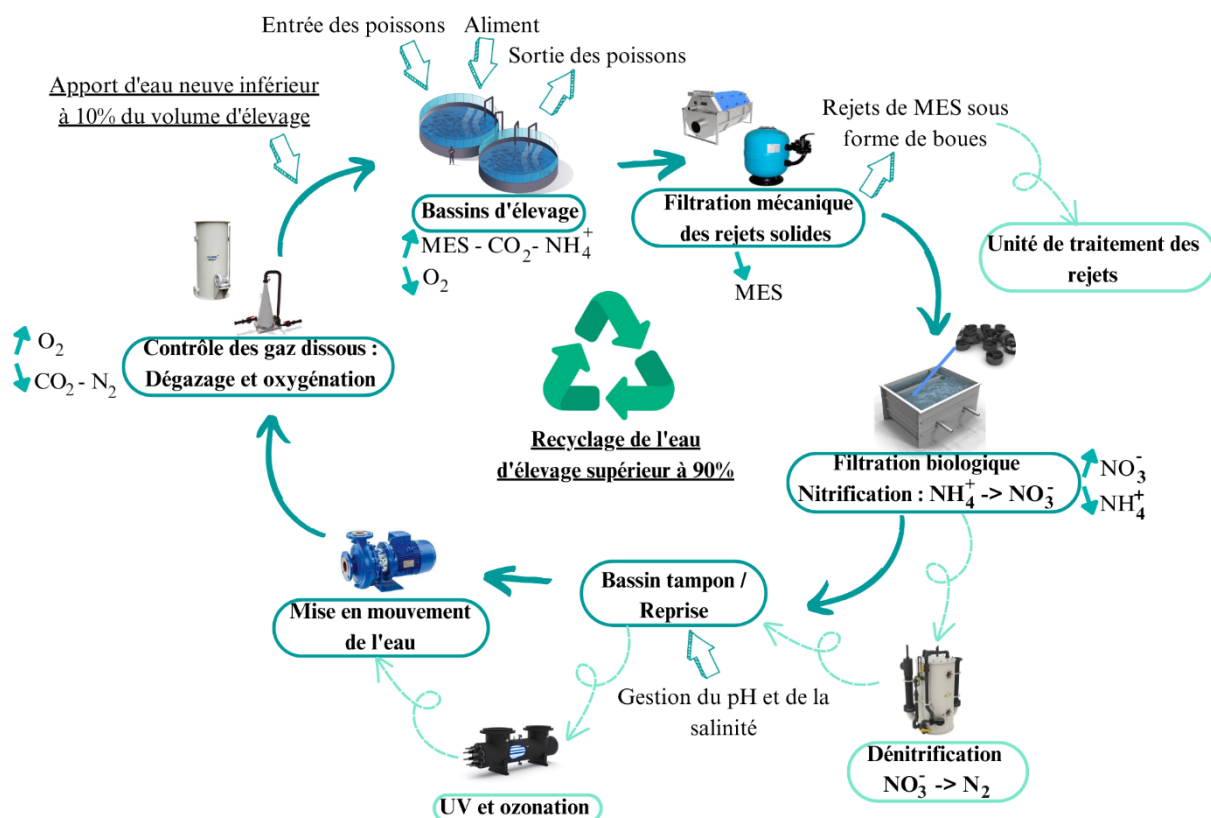 Entrée des poissons
Aliment
Sortie des poissons
Apport d'eau neuve inférieur
à 10% du volume d'élevage
Bassins d'élevage
MES - CO₂- NH₄⁺
O₂
Filtration mécanique
des rejets solides
MES
Rejets de MES sous
forme de boues
Unité de traitement des
rejets
Contrôle des gaz dissous :
Dégazage et oxygénation
O₂
CO₂ - N₂
Recyclage de l'eau
d'élevage supérieur à 90%
Filtration biologique
Nitrification : NH₄⁺ -> NO₃⁻
NO₃⁻
NH₄⁺
Bassin tampon /
Reprise
Mise en mouvement
de l'eau
Gestion du pH et de la
salinité
Dénitrification
NO₃⁻ -> N₂
UV et ozonation